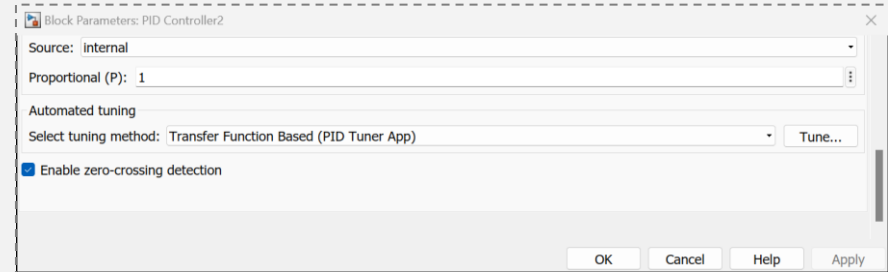 Block Parameters: PID Controller2
Source: internal
Proportional (P): 1
Automated tuning
Select tuning method: Transfer Function Based (PID Tuner App) Tune...
Enable zero-crossing detection
OK Cancel Help Apply